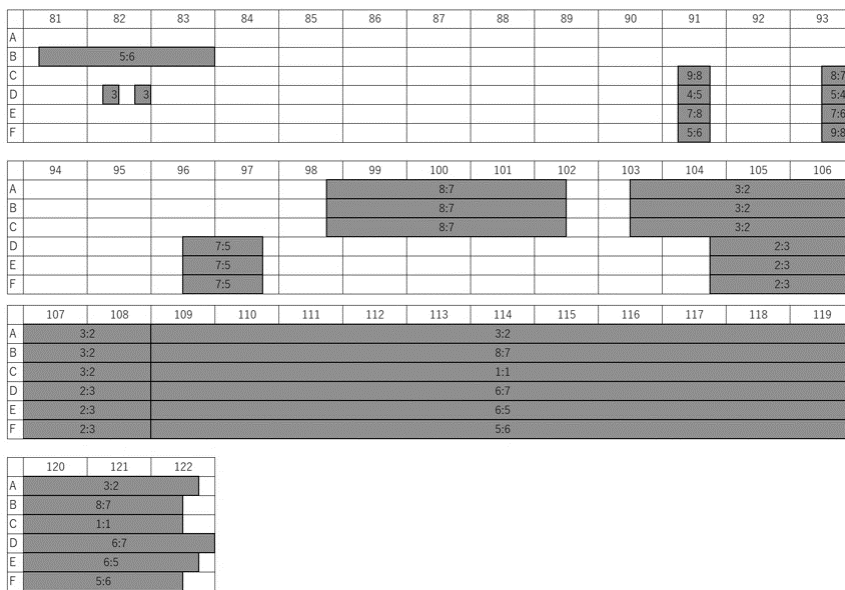 81 82 83 84 85 86 87 88 89 90 91 92 93
A
B 5:6
C 9:8 8:7
D 3 3 4:5 5:4
E 7:8 7:6
F 5:6 9:8
94 95 96 97 98 99 100 101 102 103 104 105 106
A 8:7 3:2
B 8:7 3:2
C 8:7 3:2
D 7:5 2:3
E 7:5 2:3
F 7:5 2:3
107 108 109 110 111 112 113 114 115 116 117 118 119
A 3:2 3:2
B 3:2 8:7
C 3:2 1:1
D 2:3 6:7
E 2:3 6:5
F 2:3 5:6
120 121 122
A 3:2
B 8:7
C 1:1
D 6:7
E 6:5
F 5:6